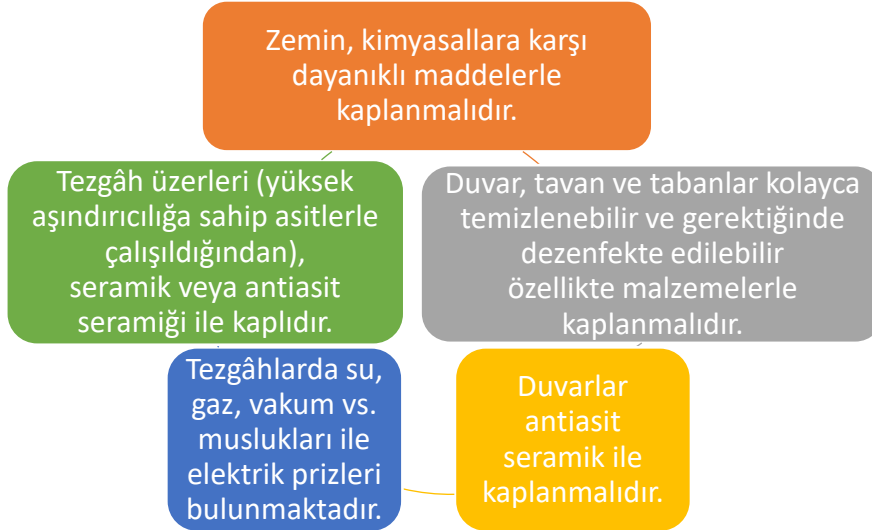 Zemin, kimyasallara karşı
dayanıklı maddelerle
kaplanmalıdır.
Tezgâh üzerleri (yüksek
aşındırıcılığa sahip asitlerle
çalışıldığından),
seramik veya antiasit
seramiği ile kaplıdır.
Duvar, tavan ve tabanlar kolayca
temizlenebilir ve gerektiğinde
dezenfekte edilebilir
özellikte malzemelerle
kaplanmalıdır.
Tezgâhlarda su,
gaz, vakum vs.
muslukları ile
elektrik prizleri
bulunmaktadır.
Duvarlar
antiasit
seramik ile
kaplanmalıdır.